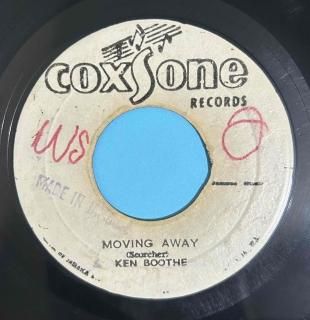 coxSone
RECORDS
WS
MADE IN
MOVING AWAY
(Scorcher)
KEN BOOTHE